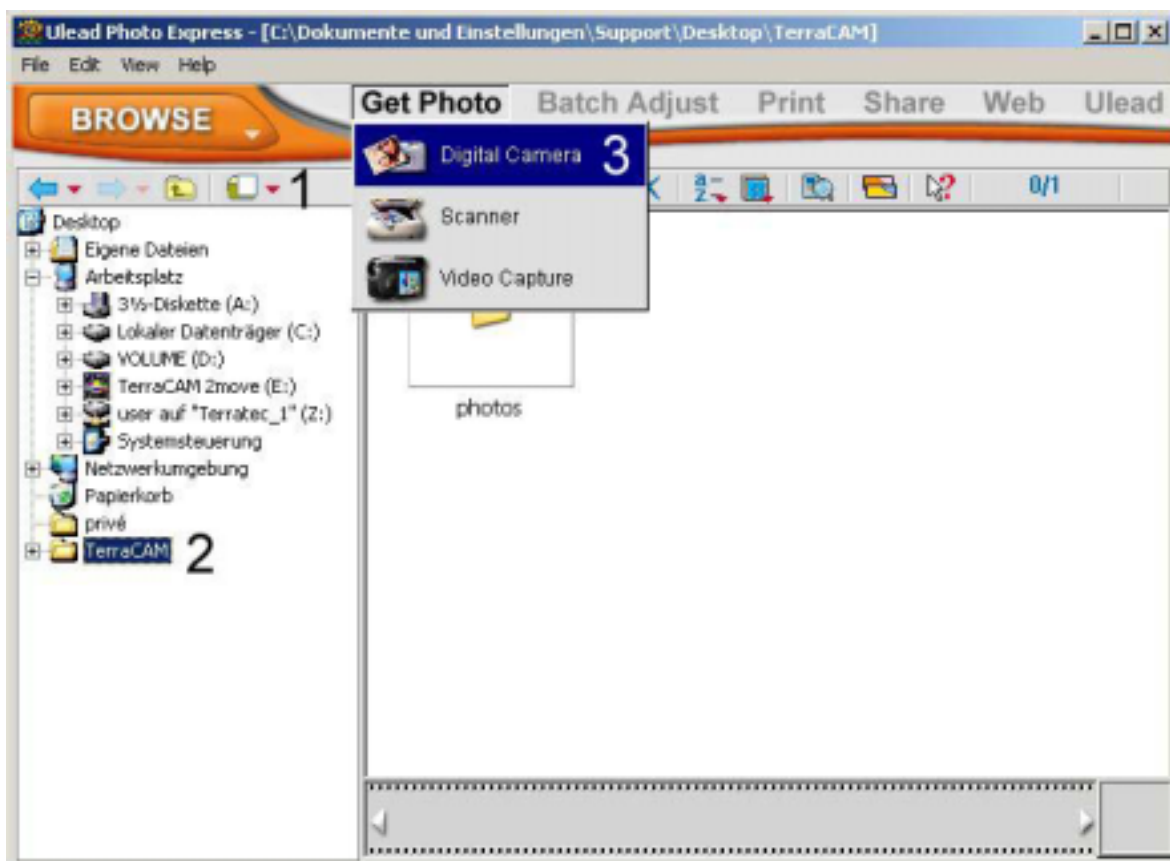 Ulead Photo Express - [C:\Dokumente und Einstellungen\Support\Desktop\TerraCAM]
File Edit View Help
BROWSE
Get Photo Batch Adjust Print Share Web Ulead
Digital Camera 3
Scanner
Video Capture
1
a z
0/1
Desktop
Eigene Dateien
Arbeitsplatz
3½-Diskette (A:)
Lokaler Datenträger (C:)
VOLUME (D:)
TerraCAM 2move (E:)
user auf "Terratec_1" (Z:)
Systemsteuerung
Netzwerkumgebung
Papierkorb
privé
TerraCAM 2
photos